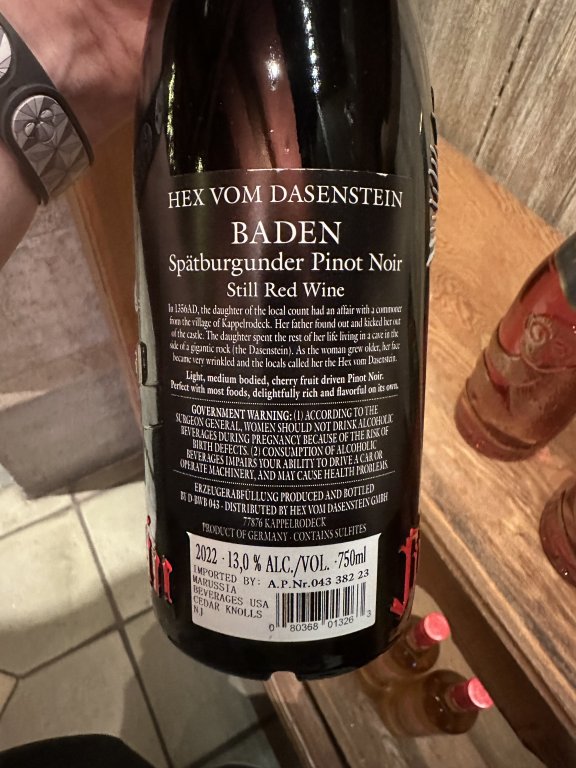 HEX VOM DASENSTEIN
BADEN
Spätburgunder Pinot Noir
Still Red Wine
In 1356AD, the daughter of the local count had an affair with a commoner
from the village of Kappelrodeck. Her father found out and kicked her out
of the castle. The daughter spent the rest of her life living in a cave in the
side of a gigantic rock (the Dasenstein). As the woman grew older, her face
became very wrinkled and the locals called her the Hex vom Dasenstein.
Light, medium bodied, cherry fruit driven Pinot Noir.
Perfect with most foods, delightfully rich and flavorful on its own.
GOVERNMENT WARNING: (1) ACCORDING TO THE
SURGEON GENERAL, WOMEN SHOULD NOT DRINK ALCOHOLIC
BEVERAGES DURING PREGNANCY BECAUSE OF THE RISK OF
BIRTH DEFECTS. (2) CONSUMPTION OF ALCOHOLIC
BEVERAGES IMPAIRS YOUR ABILITY TO DRIVE A CAR OR
OPERATE MACHINERY, AND MAY CAUSE HEALTH PROBLEMS.
ERZEUGERABFÜLLUNG PRODUCED AND BOTTLED
BY D-BWB 043 · DISTRIBUTED BY HEX VOM DASENSTEIN GMBH
77876 KAPPELRODECK
PRODUCT OF GERMANY · CONTAINS SULFITES
2022 · 13,0 % ALC./VOL. · 750ml
IMPORTED BY: A.P.Nr. 043 382 23
MARUSSIA
BEVERAGES USA
CEDAR KNOLLS
NJ
0 80368 01326 3